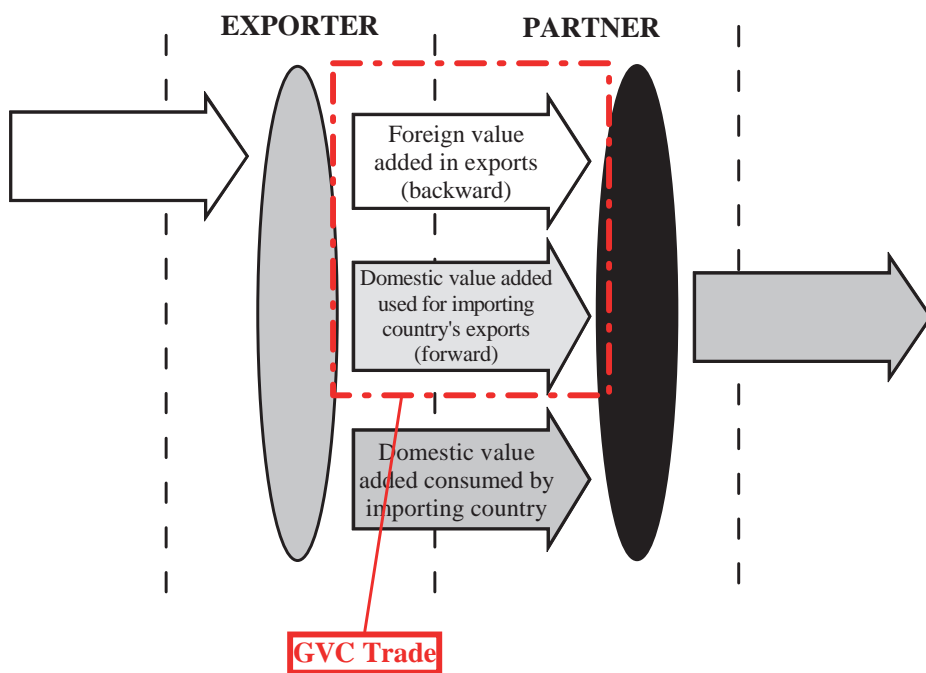 EXPORTER
PARTNER
Foreign value
added in exports
(backward)
Domestic value added
used for importing
country's exports
(forward)
Domestic value
added consumed by
importing country
GVC Trade